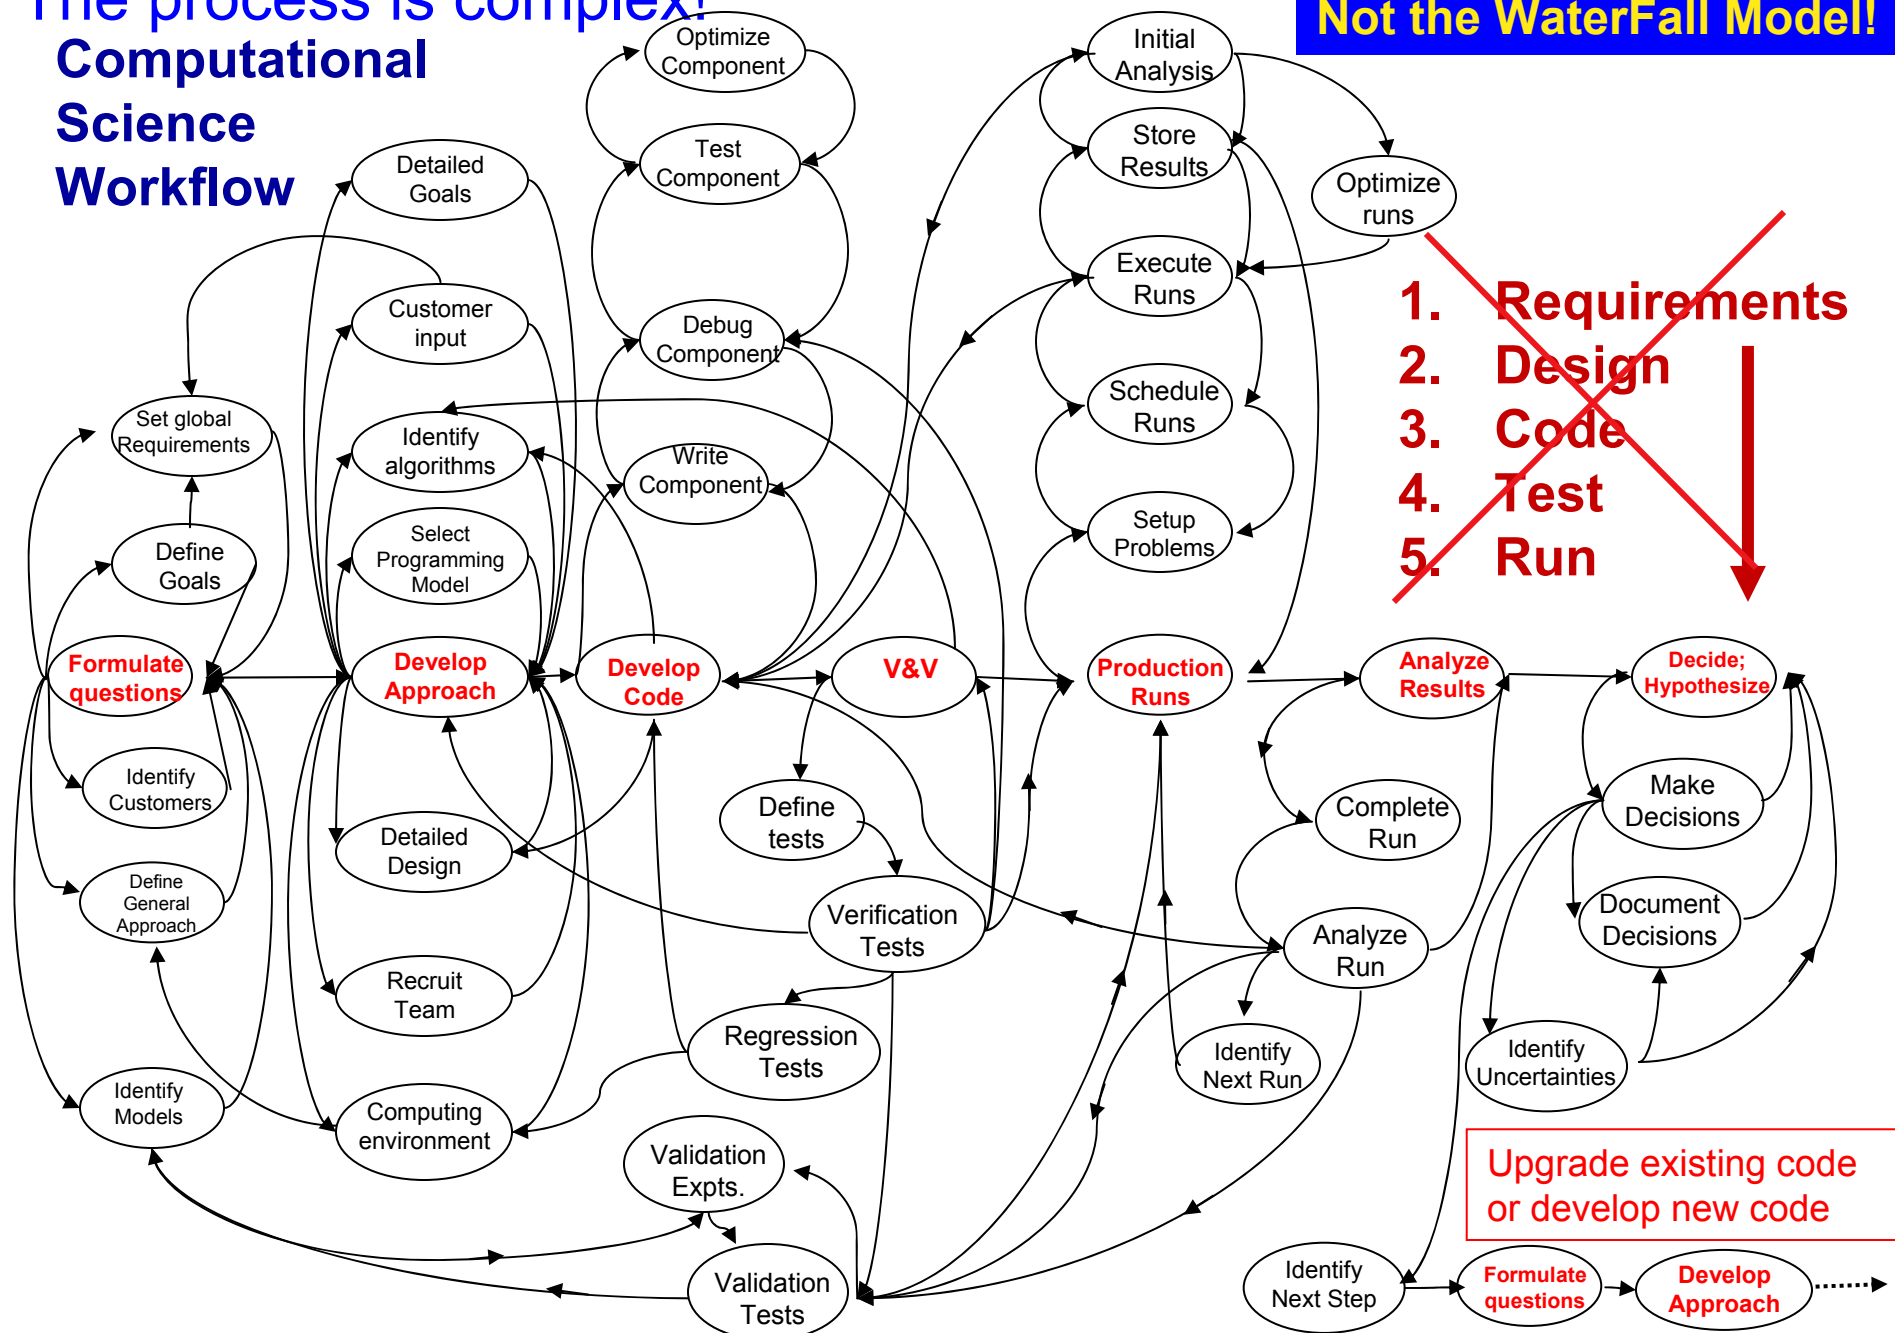 The process is complex!
Not the WaterFall Model!
Computational
Science
Workflow
Optimize
Component
Test
Component
Debug
Component
Write
Component
Initial
Analysis
Store
Results
Execute
Runs
Schedule
Runs
Setup
Problems
Optimize
runs
1. Requirements
2. Design
3. Code
4. Test
5. Run
Detailed
Goals
Customer
input
Identify
algorithms
Select
Programming
Model
Set global
Requirements
Define
Goals
Formulate
questions
Develop
Approach
Develop
Code
V&V
Production
Runs
Analyze
Results
Decide;
Hypothesize
Identify
Customers
Define
General
Approach
Identify
Models
Detailed
Design
Recruit
Team
Computing
environment
Define
tests
Verification
Tests
Regression
Tests
Validation
Expts.
Validation
Tests
Complete
Run
Analyze
Run
Identify
Next Run
Make
Decisions
Document
Decisions
Identify
Uncertainties
Upgrade existing code
or develop new code
Identify
Next Step
Formulate
questions
Develop
Approach